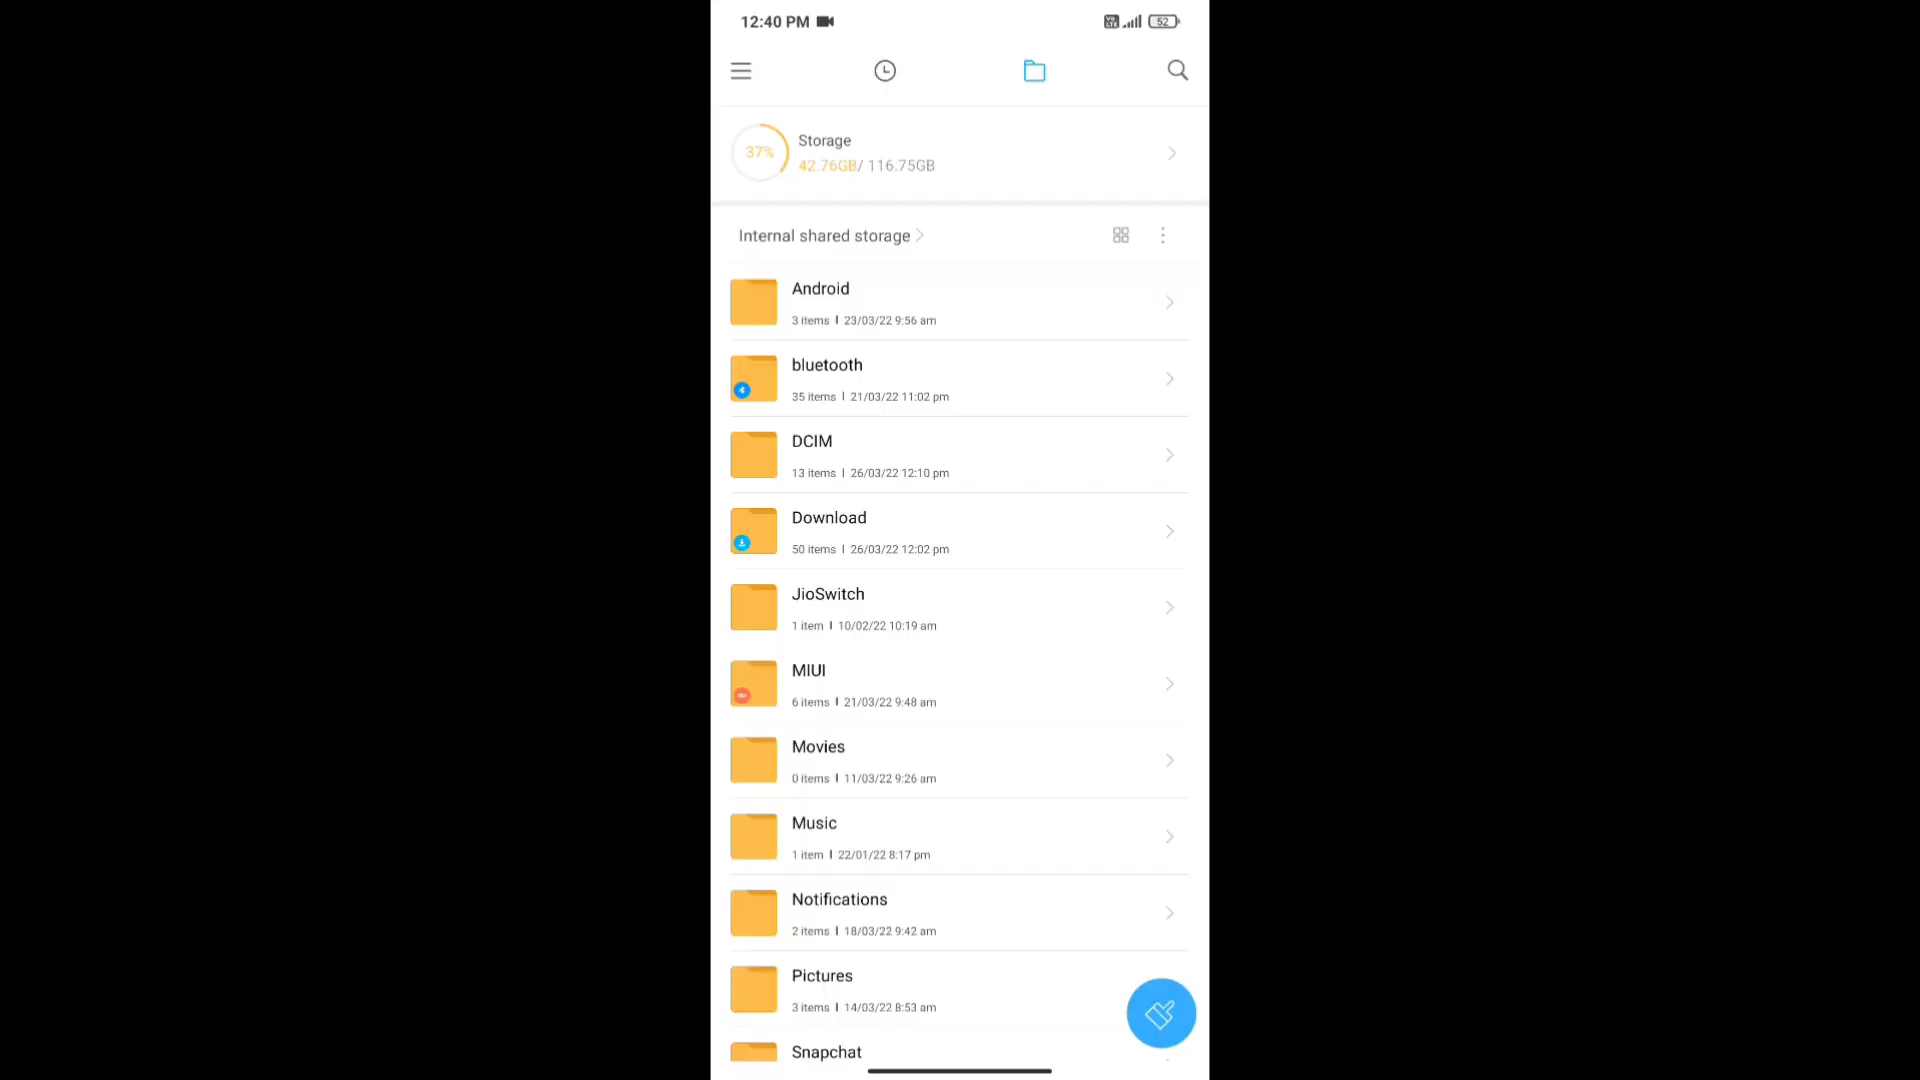 12:40 PM
Vo LTE 52
37%
Storage
42.76GB/ 116.75GB
Internal shared storage
Android
3 items | 23/03/22 9:56 am
bluetooth
35 items | 21/03/22 11:02 pm
DCIM
13 items | 26/03/22 12:10 pm
Download
50 items | 26/03/22 12:02 pm
JioSwitch
1 item | 10/02/22 10:19 am
MIUI
6 items | 21/03/22 9:48 am
Movies
0 items | 11/03/22 9:26 am
Music
1 item | 22/01/22 8:17 pm
Notifications
2 items | 18/03/22 9:42 am
Pictures
3 items | 14/03/22 8:53 am
Snapchat